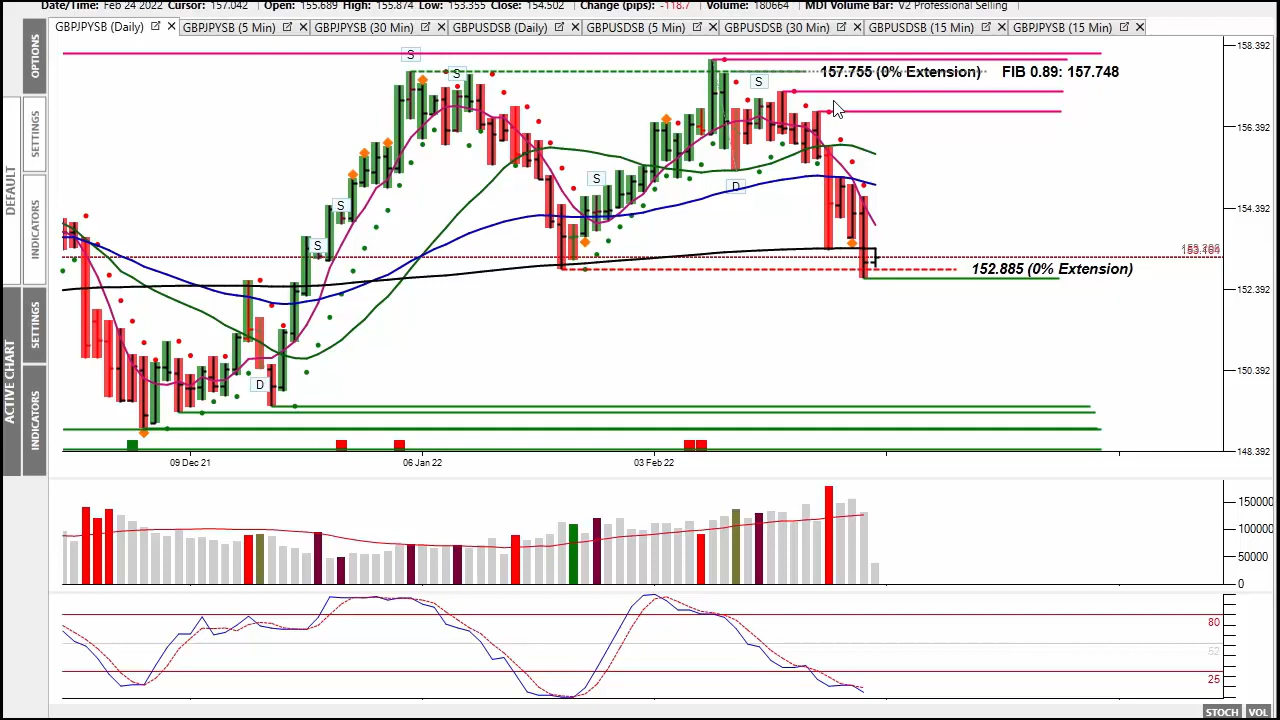 Date/Time: Feb 24 2022 Cursor: 157.042 Open: 155.689 High: 155.874 Low: 153.355 Close: 154.502 Change (pips): -118.7 Volume: 180664 MDI Volume Bar: V2 Professional Selling
GBPJPYSB (Daily) GBPJPYSB (5 Min) GBPJPYSB (30 Min) GBPUSDSB (Daily) GBPUSDSB (5 Min) GBPUSDSB (30 Min) GBPUSDSB (15 Min) GBPJPYSB (15 Min)
OPTIONS
SETTINGS
DEFAULT
INDICATORS
SETTINGS
ACTIVE CHART
INDICATORS
158.392
S
157.755 (0% Extension) FIB 0.89: 157.748
S
S
156.392
S
D
S
154.392
S
152.885 (0% Extension)
152.392
150.392
D
148.392
09 Dec 21 06 Jan 22 03 Feb 22
150000
100000
50000
0
80
52
25
STOCH VOL